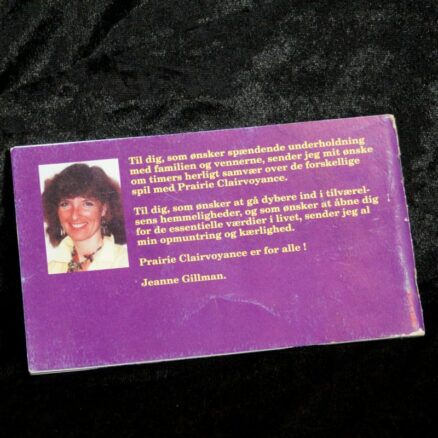 Til dig, som ønsker spændende underholdning
med familien og vennerne, sender jeg mit ønske
om timers herligt samvær over de forskellige
spil med Prairie Clairvoyance.
Til dig, som ønsker at gå dybere ind i tilværel-
sens hemmeligheder, og som ønsker at åbne dig
for de essentielle værdier i livet, sender jeg al
min opmuntring og kærlighed.
Prairie Clairvoyance er for alle !
Jeanne Gillman.